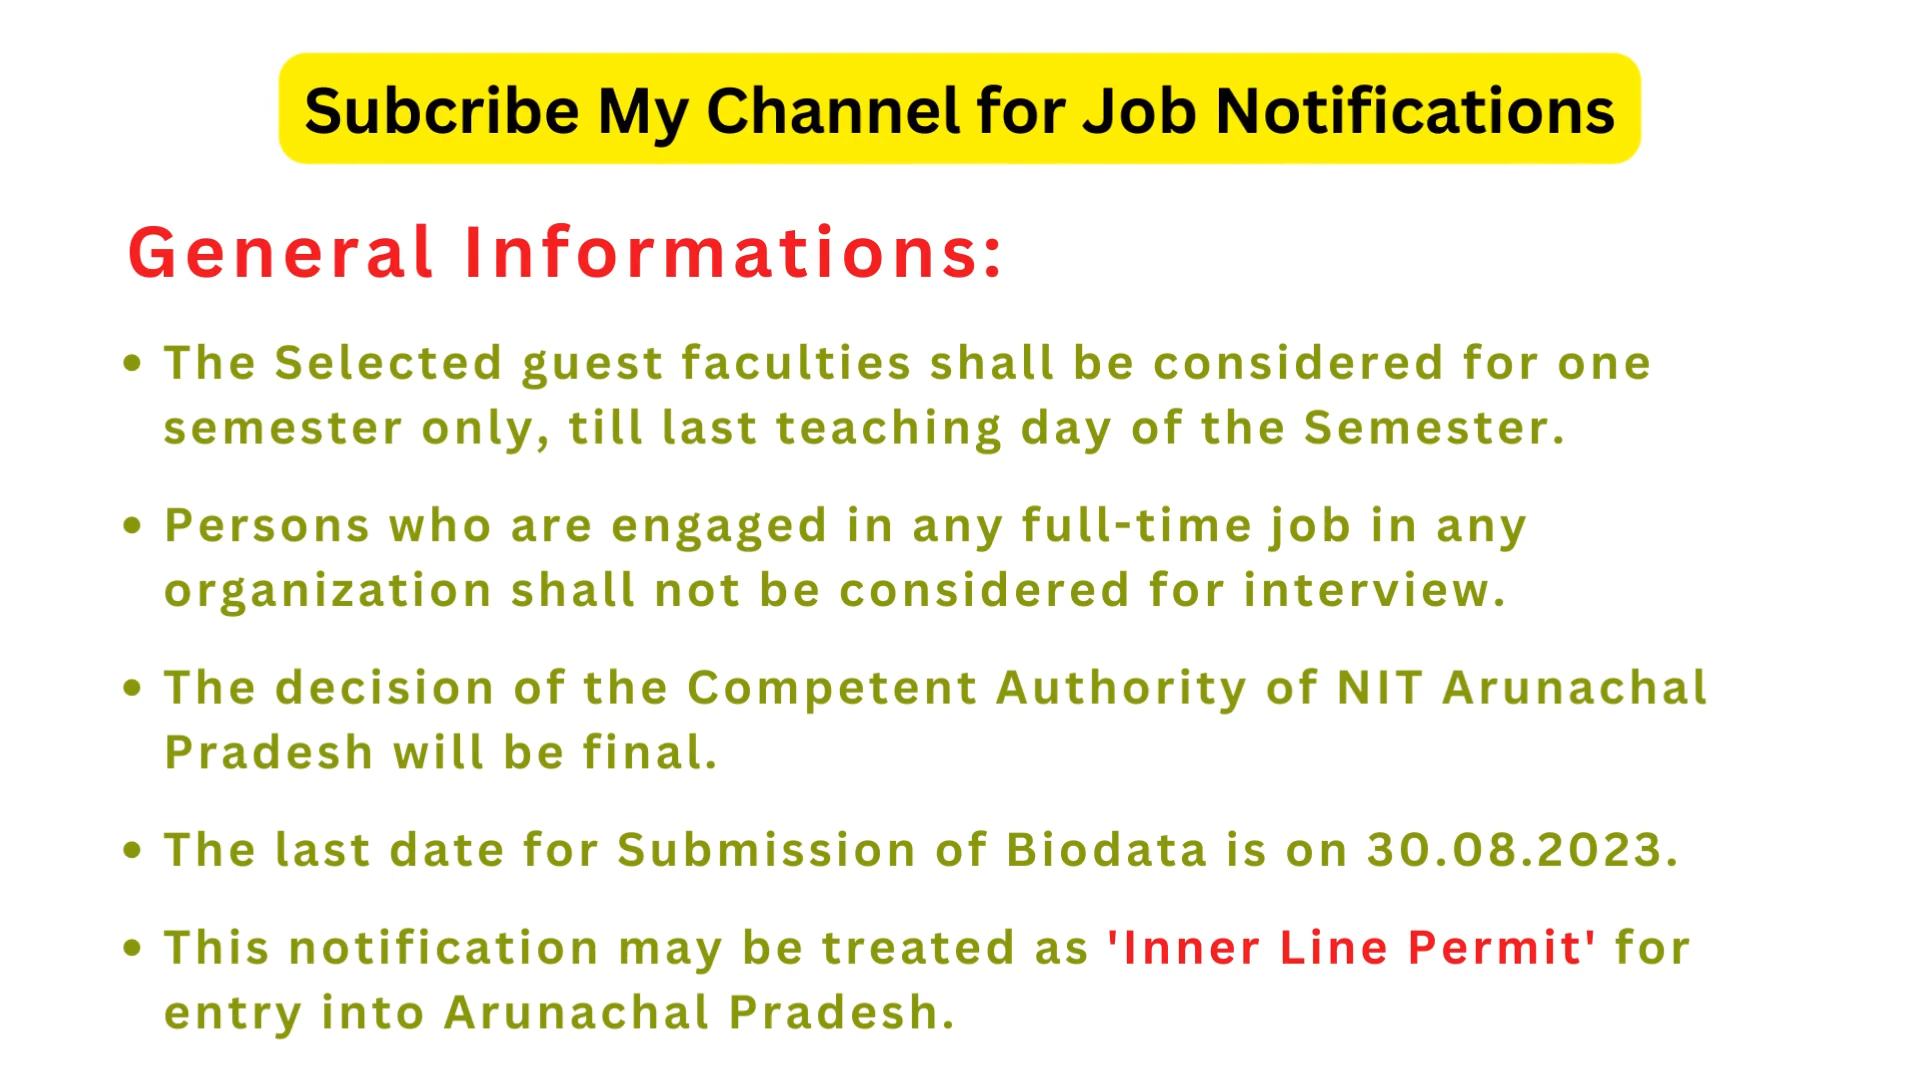 Subcribe My Channel for Job Notifications
General Informations:
• The Selected guest faculties shall be considered for one
semester only, till last teaching day of the Semester.
• Persons who are engaged in any full-time job in any
organization shall not be considered for interview.
• The decision of the Competent Authority of NIT Arunachal
Pradesh will be final.
• The last date for Submission of Biodata is on 30.08.2023.
• This notification may be treated as 'Inner Line Permit' for
entry into Arunachal Pradesh.